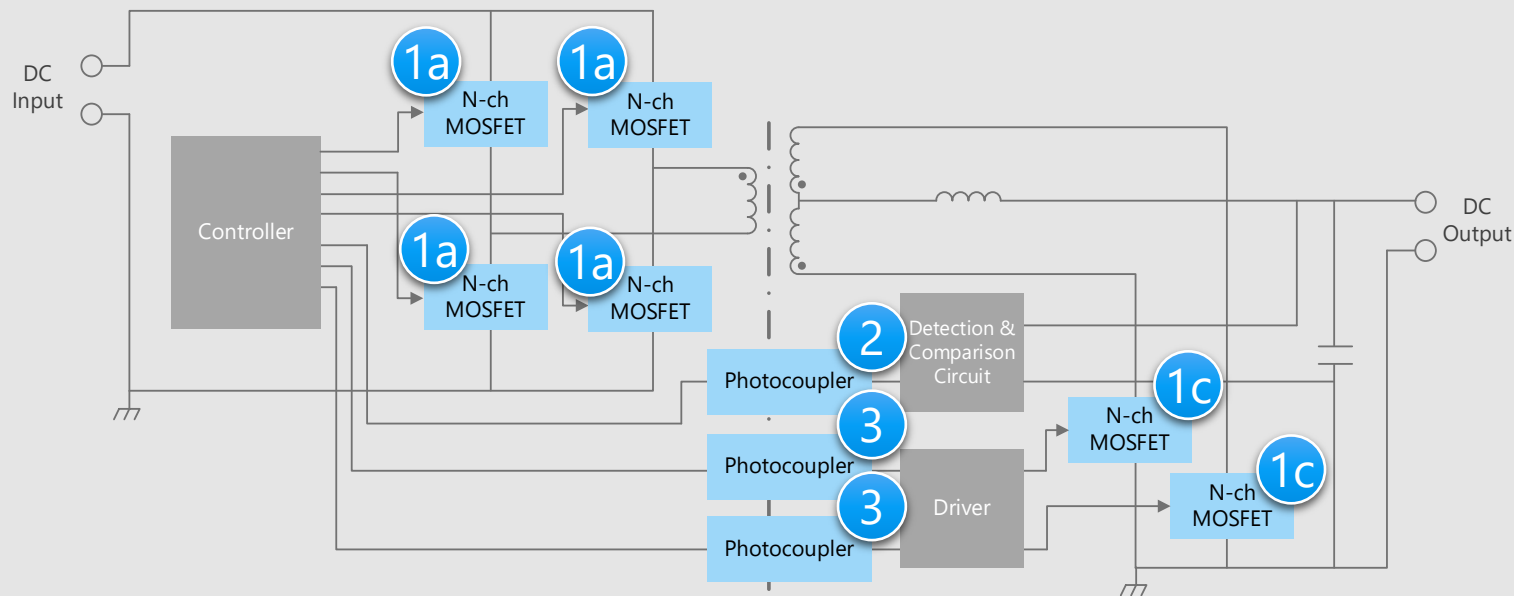 DC
Input
1a
N-ch
MOSFET
1a
N-ch
MOSFET
Controller
1a
N-ch
MOSFET
1a
N-ch
MOSFET
DC
Output
2
Detection &
Comparison
Circuit
Photocoupler
1c
N-ch
MOSFET
3
Photocoupler
Driver
1c
N-ch
MOSFET
3
Photocoupler